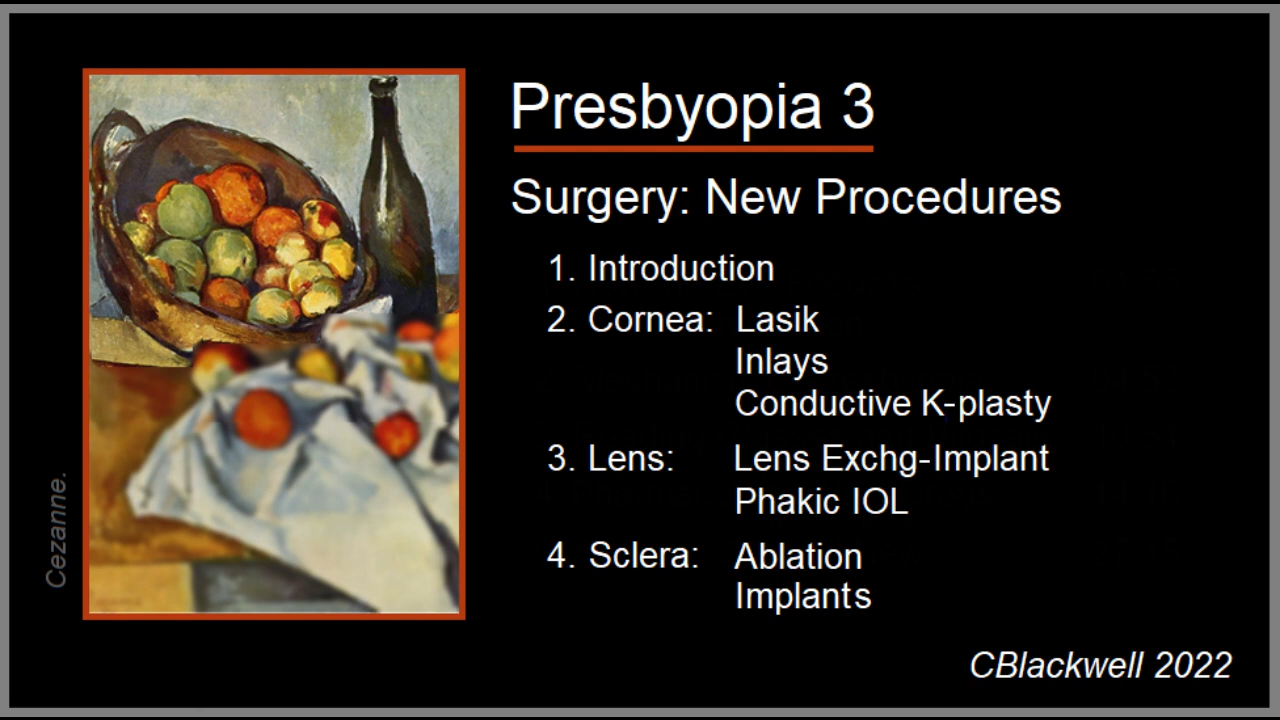 Presbyopia 3
Surgery: New Procedures
1. Introduction
2. Cornea: Lasik
Inlays
Conductive K-plasty
3. Lens: Lens Exchg-Implant
Phakic IOL
4. Sclera: Ablation
Implants
Cezanne.
CBlackwell 2022